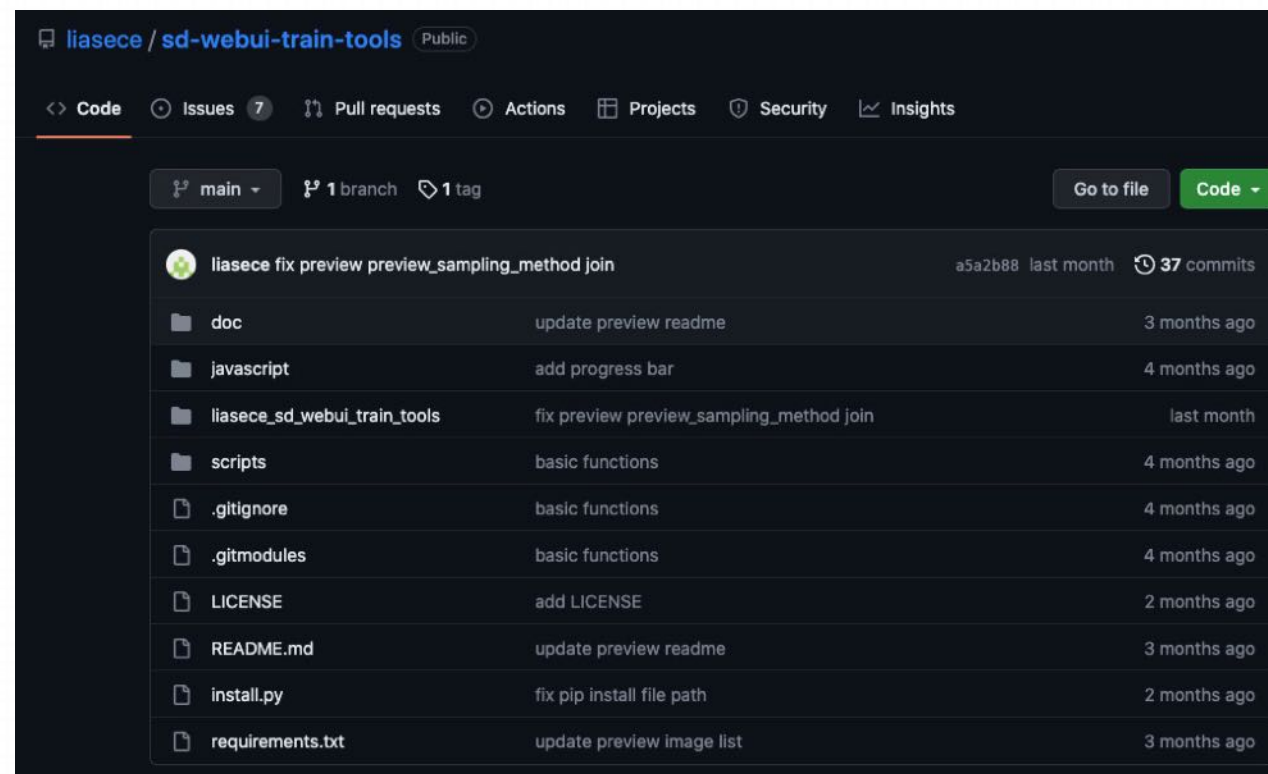 liasece / sd-webui-train-tools Public
Code Issues 7 Pull requests Actions Projects Security Insights
main 1 branch 1 tag Go to file Code
liasece fix preview preview_sampling_method join a5a2b88 last month 37 commits
doc update preview readme 3 months ago
javascript add progress bar 4 months ago
liasece_sd_webui_train_tools fix preview preview_sampling_method join last month
scripts basic functions 4 months ago
.gitignore basic functions 4 months ago
.gitmodules basic functions 4 months ago
LICENSE add LICENSE 2 months ago
README.md update preview readme 3 months ago
install.py fix pip install file path 2 months ago
requirements.txt update preview image list 3 months ago